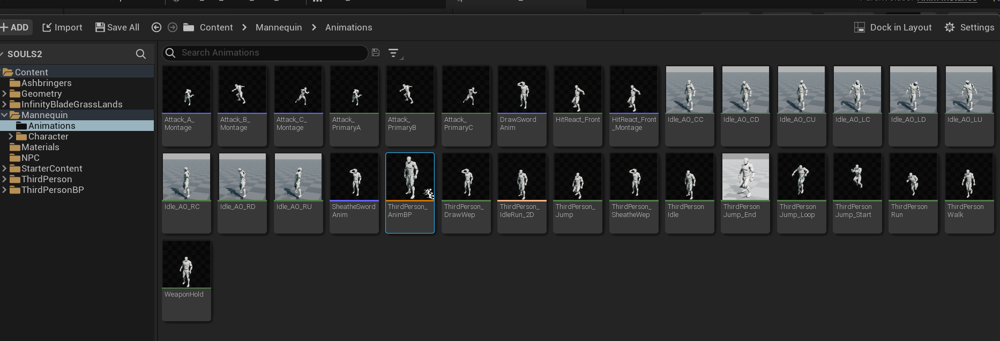 ADD
Import
Save All
Content
Mannequin
Animations
Dock in Layout
Settings
SOULS2
Search Animations
Content
Ashbringers
Geometry
InfinityBladeGrassLands
Mannequin
Animations
Character
Materials
NPC
StarterContent
ThirdPerson
ThirdPersonBP
Attack_A_
Montage
Attack_B_
Montage
Attack_C_
Montage
Attack_
PrimaryA
Attack_
PrimaryB
Attack_
PrimaryC
DrawSword
Anim
HitReact_Front
HitReact_Front
_Montage
Idle_AO_CC
Idle_AO_CD
Idle_AO_CU
Idle_AO_LC
Idle_AO_LD
Idle_AO_LU
Idle_AO_RC
Idle_AO_RD
Idle_AO_RU
SheatheSword
Anim
ThirdPerson_
AnimBP
ThirdPerson_
DrawWep
ThirdPerson_
IdleRun_2D
ThirdPerson_
Jump
ThirdPerson_
SheatheWep
ThirdPerson
Idle
ThirdPerson
Jump_End
ThirdPerson
Jump_Loop
ThirdPerson
Jump_Start
ThirdPerson
Run
ThirdPerson
Walk
WeaponHold